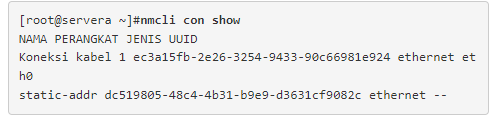 [root@servera ~]#nmcli con show
NAMA PERANGKAT JENIS UUID
Koneksi kabel 1 ec3a15fb-2e26-3254-9433-90c66981e924 ethernet et
h0
static-addr dc519805-48c4-4b31-b9e9-d3631cf9082c ethernet --